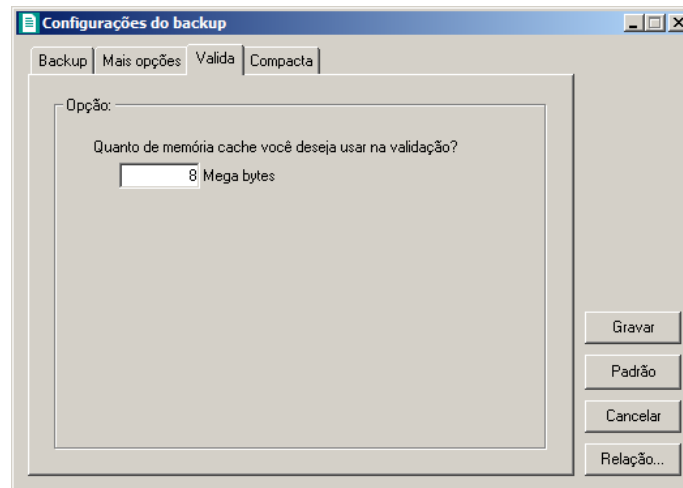 Configurações do backup
Backup Mais opções Valida Compacta
Opção:
Quanto de memória cache você deseja usar na validação?
8 Mega bytes
Gravar
Padrão
Cancelar
Relação...